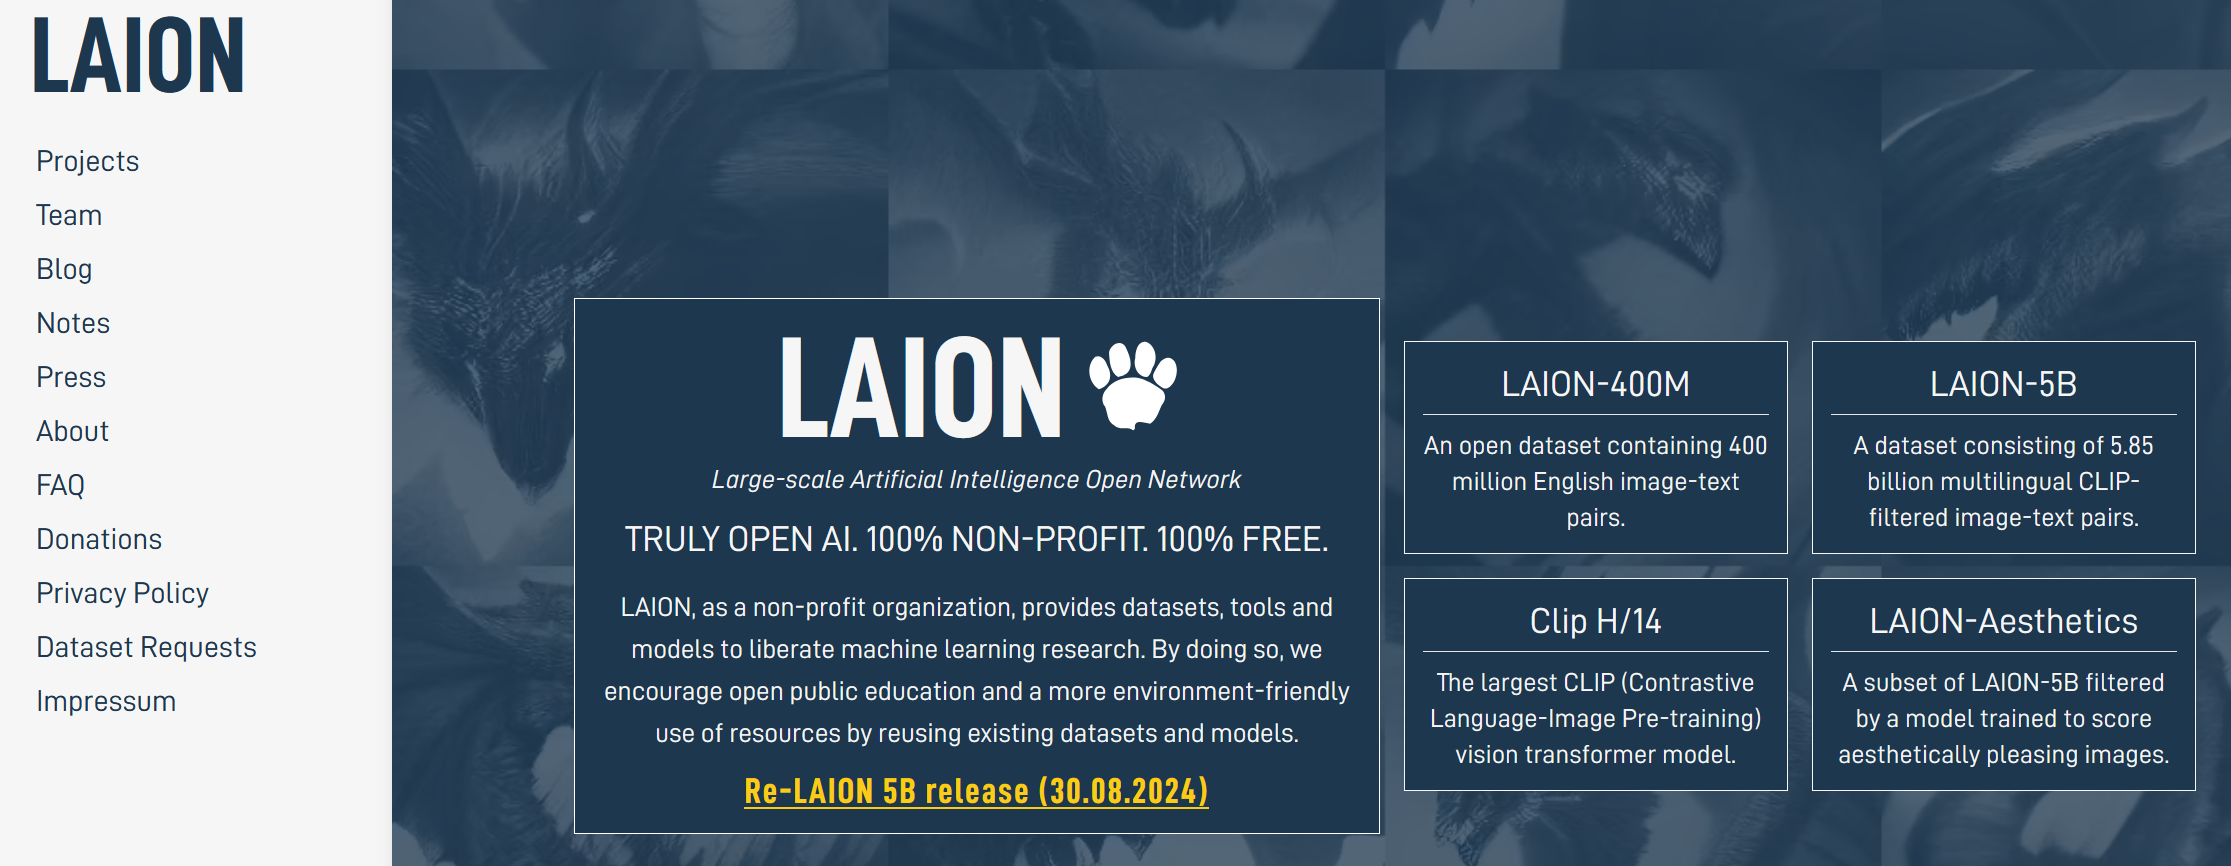 LAION
Projects
Team
Blog
Notes
Press
About
FAQ
Donations
Privacy Policy
Dataset Requests
Impressum
LAION
Large-scale Artificial Intelligence Open Network
TRULY OPEN AI. 100% NON-PROFIT. 100% FREE.
LAION, as a non-profit organization, provides datasets, tools and
models to liberate machine learning research. By doing so, we
encourage open public education and a more environment-friendly
use of resources by reusing existing datasets and models.
Re-LAION 5B release (30.08.2024)
LAION-400M
An open dataset containing 400
million English image-text
pairs.
LAION-5B
A dataset consisting of 5.85
billion multilingual CLIP-
filtered image-text pairs.
Clip H/14
The largest CLIP (Contrastive
Language-Image Pre-training)
vision transformer model.
LAION-Aesthetics
A subset of LAION-5B filtered
by a model trained to score
aesthetically pleasing images.